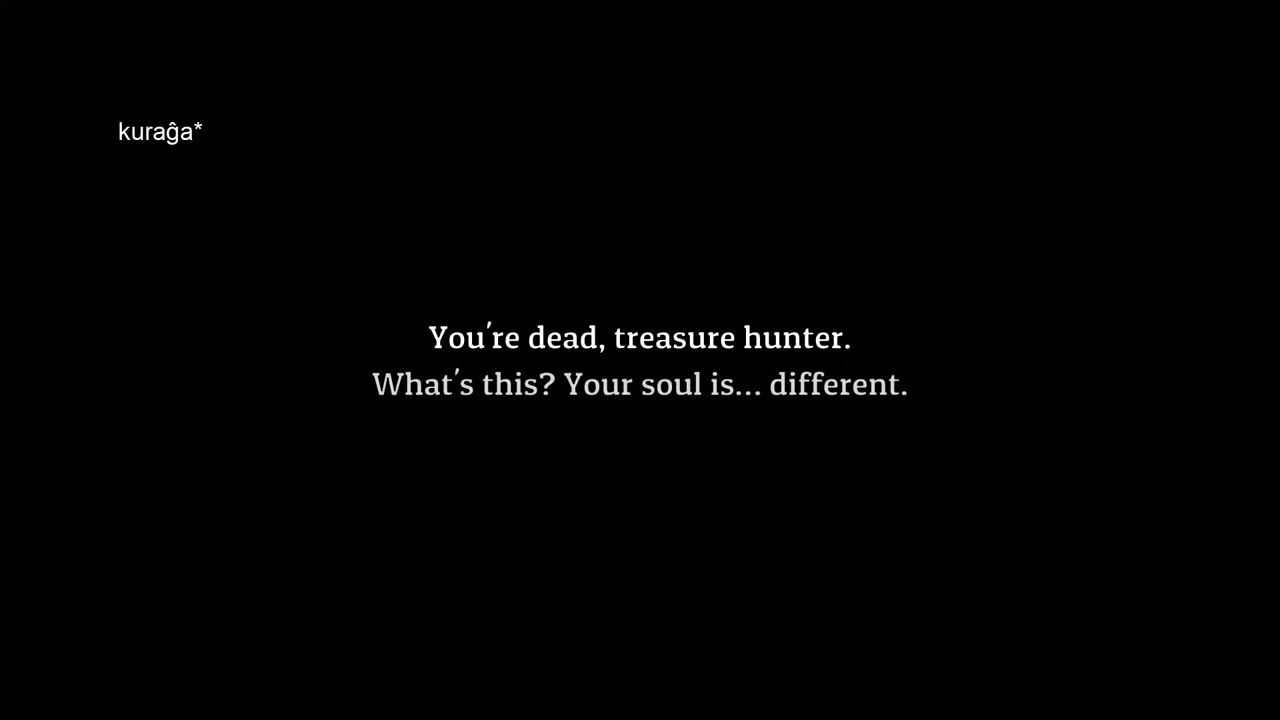 kuraĝa*
You're dead, treasure hunter.
What's this? Your soul is... different.